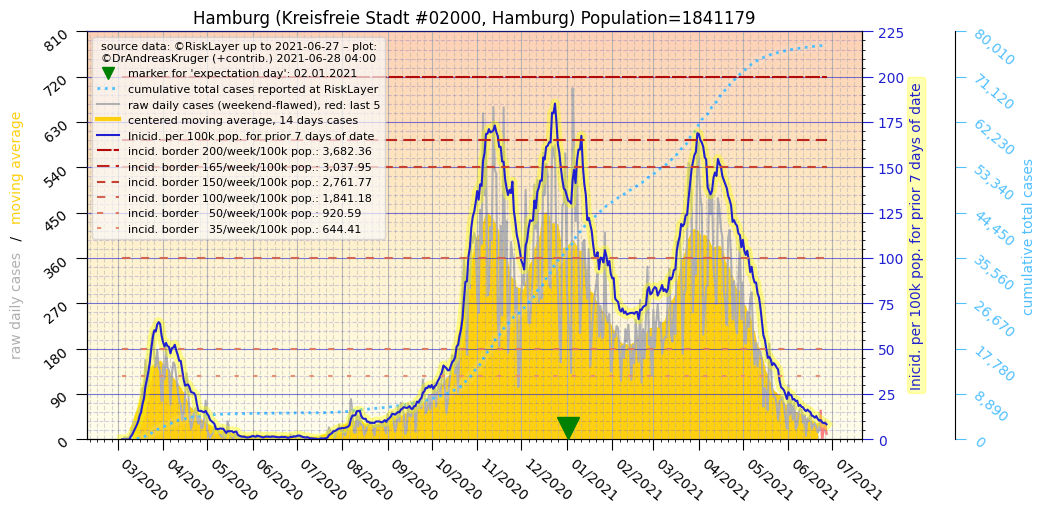 Hamburg (Kreisfreie Stadt #02000, Hamburg) Population=1841179
source data: ©RiskLayer up to 2021-06-27 – plot:
©DrAndreasKruger (+contrib.) 2021-06-28 04:00
marker for 'expectation day': 02.01.2021
cumulative total cases reported at RiskLayer
raw daily cases (weekend-flawed), red: last 5
centered moving average, 14 days cases
Inicid. per 100k pop. for prior 7 days of date
incid. border 200/week/100k pop.: 3,682.36
incid. border 165/week/100k pop.: 3,037.95
incid. border 150/week/100k pop.: 2,761.77
incid. border 100/week/100k pop.: 1,841.18
incid. border 50/week/100k pop.: 920.59
incid. border 35/week/100k pop.: 644.41
raw daily cases / moving average
810
720
630
540
450
360
270
180
90
0
225
200
175
150
125
100
75
50
25
0
Inicid. per 100k pop. for prior 7 days of date
80,010
71,120
62,230
53,340
44,450
35,560
26,670
17,780
8,890
0
cumulative total cases
03/2020
04/2020
05/2020
06/2020
07/2020
08/2020
09/2020
10/2020
11/2020
12/2020
01/2021
02/2021
03/2021
04/2021
05/2021
06/2021
07/2021